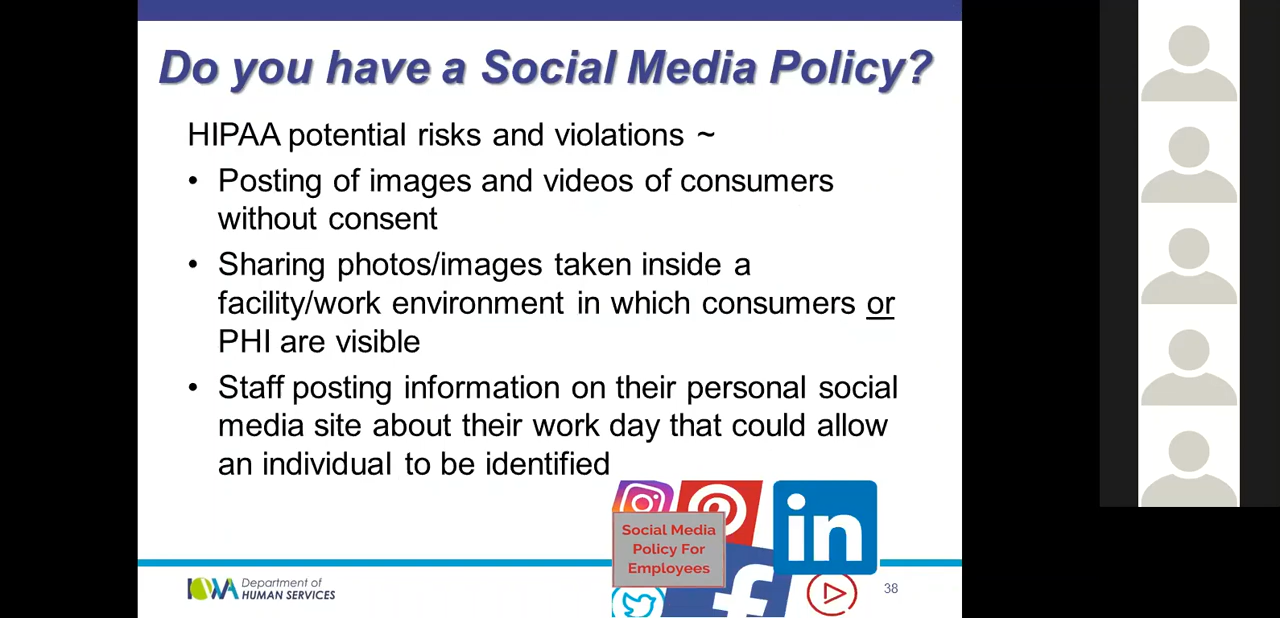 Do you have a Social Media Policy?
HIPAA potential risks and violations ~
• Posting of images and videos of consumers
without consent
• Sharing photos/images taken inside a
facility/work environment in which consumers or
PHI are visible
• Staff posting information on their personal social
media site about their work day that could allow
an individual to be identified
in
Social Media
Policy For
Employees
f
IOWA Department of
HUMAN SERVICES
38